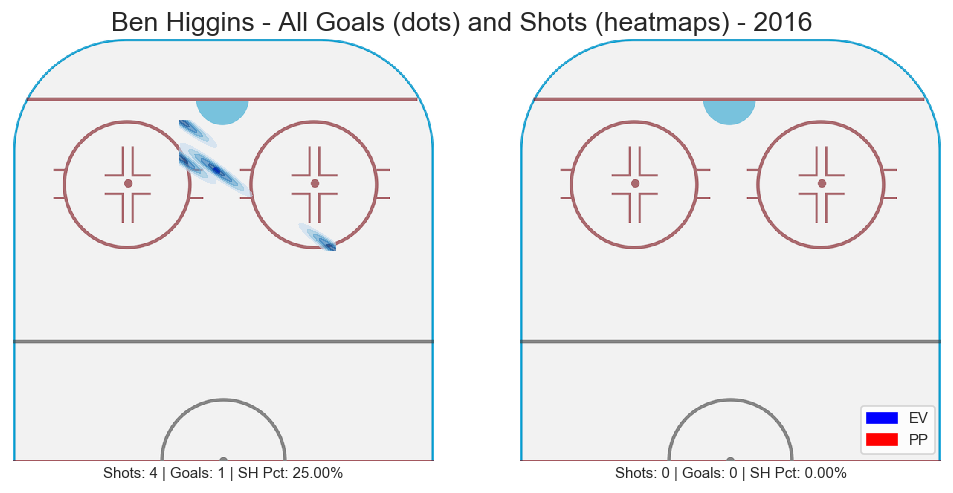 Ben Higgins - All Goals (dots) and Shots (heatmaps) - 2016
EV
PP
Shots: 4 | Goals: 1 | SH Pct: 25.00%
Shots: 0 | Goals: 0 | SH Pct: 0.00%